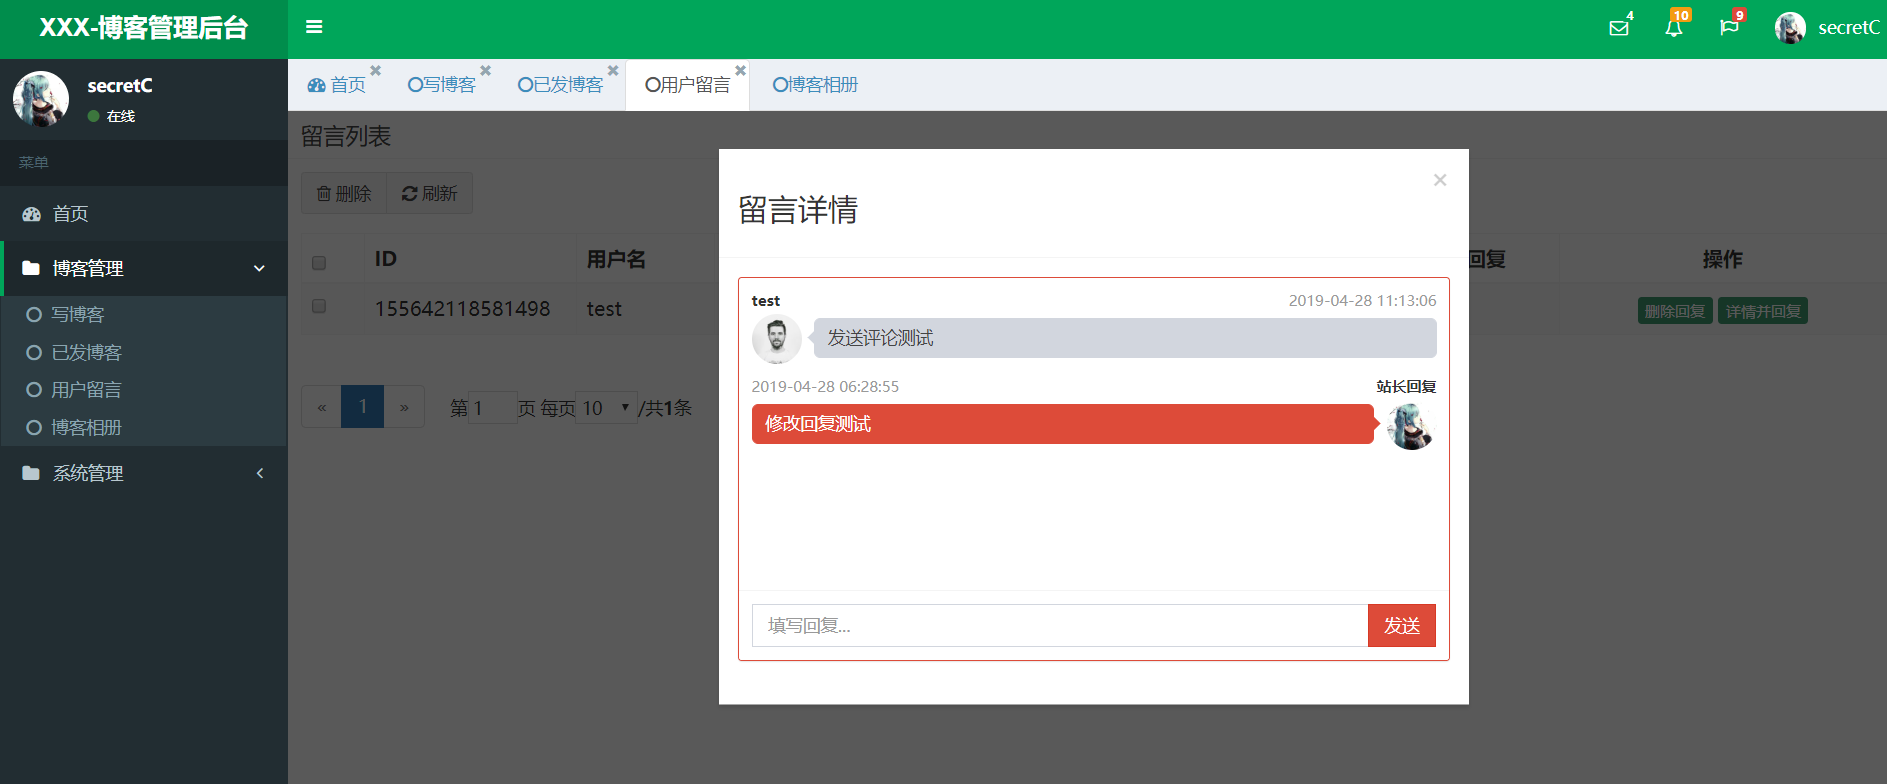 XXX-博客管理后台
4
10
9
secretC
secretC
在线
菜单
首页
博客管理
写博客
已发博客
用户留言
博客相册
系统管理
首页
写博客
已发博客
用户留言
博客相册
留言列表
删除
刷新
ID
用户名
回复
操作
155642118581498
test
删除回复
详情并回复
«
1
»
第 1 页 每页 10 /共1条
×
留言详情
test
2019-04-28 11:13:06
发送评论测试
2019-04-28 06:28:55
站长回复
修改回复测试
填写回复...
发送